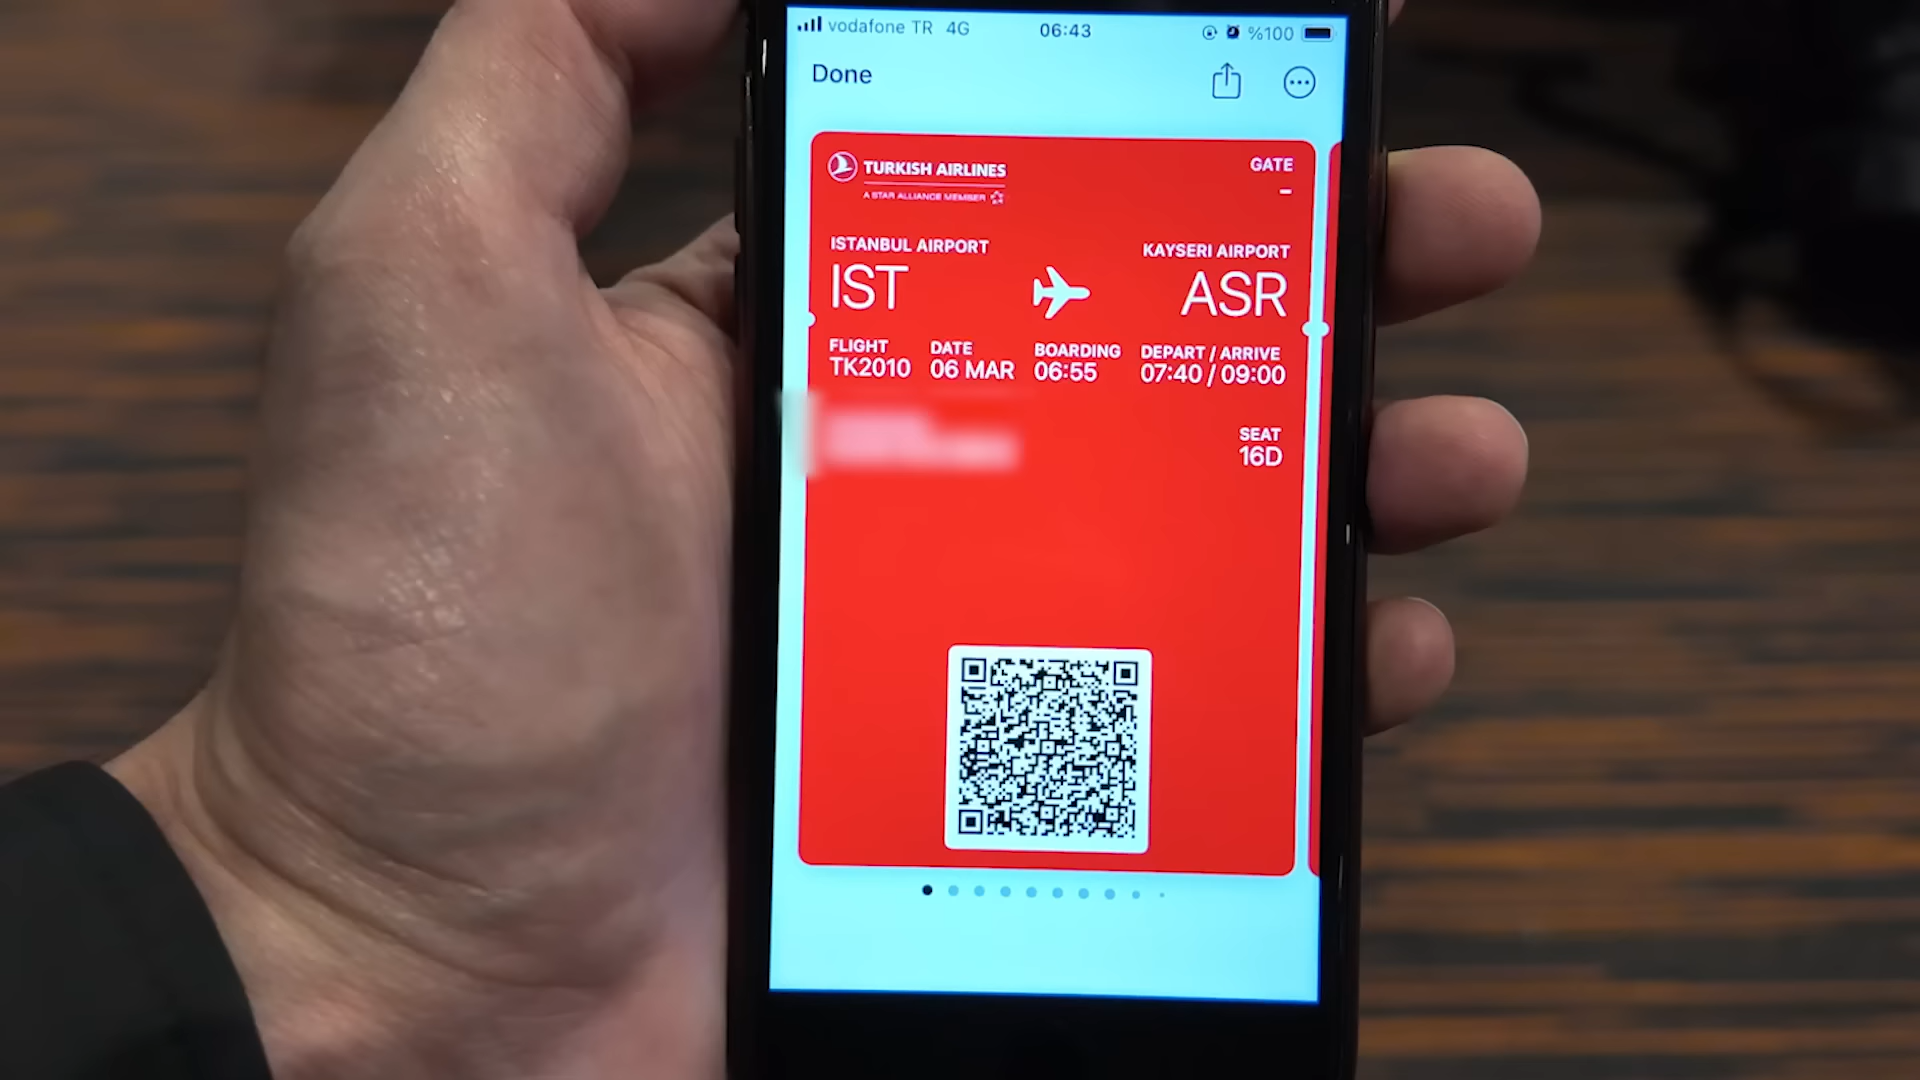 vodafone TR 4G 06:43 %100
Done
TURKISH AIRLINES
A STAR ALLIANCE MEMBER
GATE
-
ISTANBUL AIRPORT KAYSERI AIRPORT
IST ASR
FLIGHT DATE BOARDING DEPART / ARRIVE
TK2010 06 MAR 06:55 07:40 / 09:00
SEAT
16D